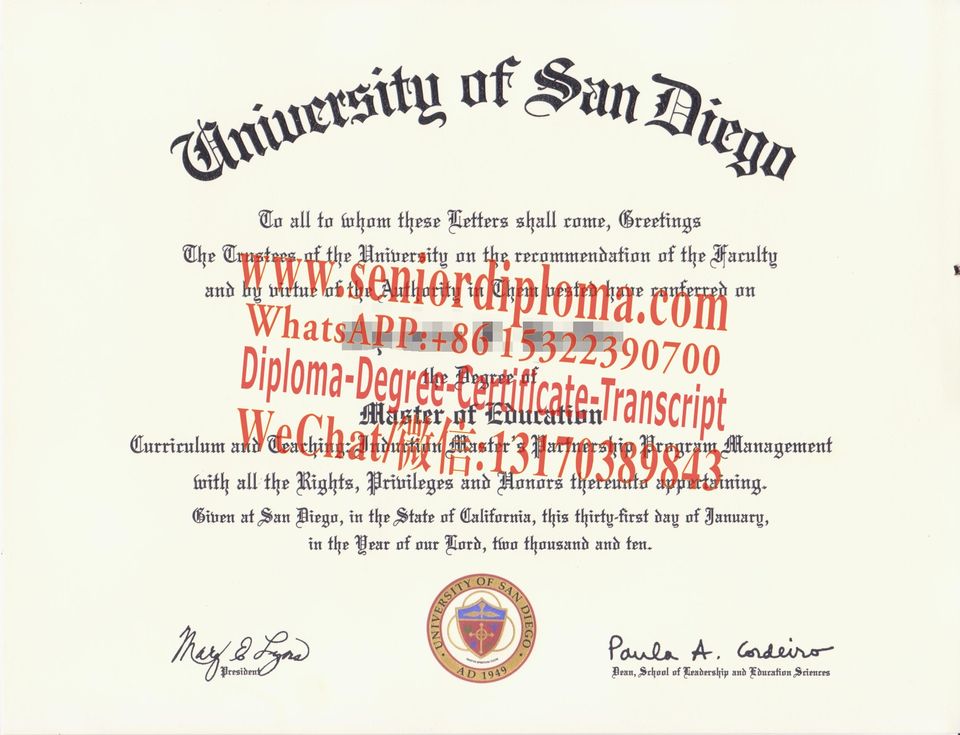 University of San Diego
To all to whom these Letters shall come, Greetings
The Trustees of the University on the recommendation of the Faculty
www.seniordiploma.com
and by virtue of the Authority in Them vested have conferred on
WhatsAPP:+86 15322390700
the Degree of
Diploma-Degree-Certificate-Transcript
Master of Education
WeChat/微信:13170389843
Curriculum and Teaching: Induction Master's Partnership Program Management
with all the Rights, Privileges and Honors thereunto appertaining.
Given at San Diego, in the State of California, this thirty-first day of January,
in the Year of our Lord, two thousand and ten.
UNIVERSITY OF SAN DIEGO
AD 1949
Mary E Lyons
President
Paula A. Cordeiro
Dean, School of Leadership and Education Sciences